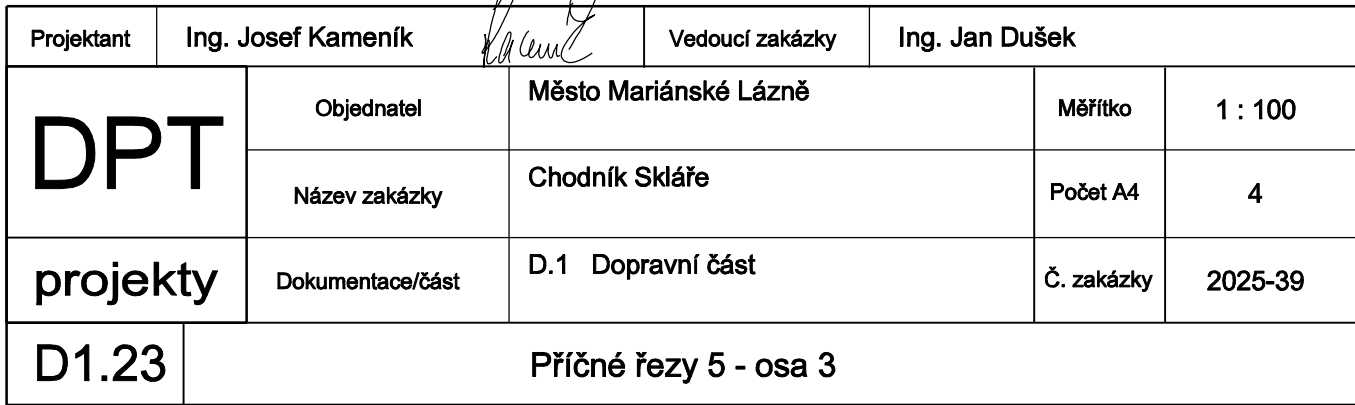 Projektant Ing. Josef Kameník Vedoucí zakázky Ing. Jan Dušek
DPT
Objednatel Město Mariánské Lázně Měřítko 1 : 100
Název zakázky Chodník Skláře Počet A4 4
projekty
Dokumentace/část D.1 Dopravní část Č. zakázky 2025-39
D1.23 Příčné řezy 5 - osa 3